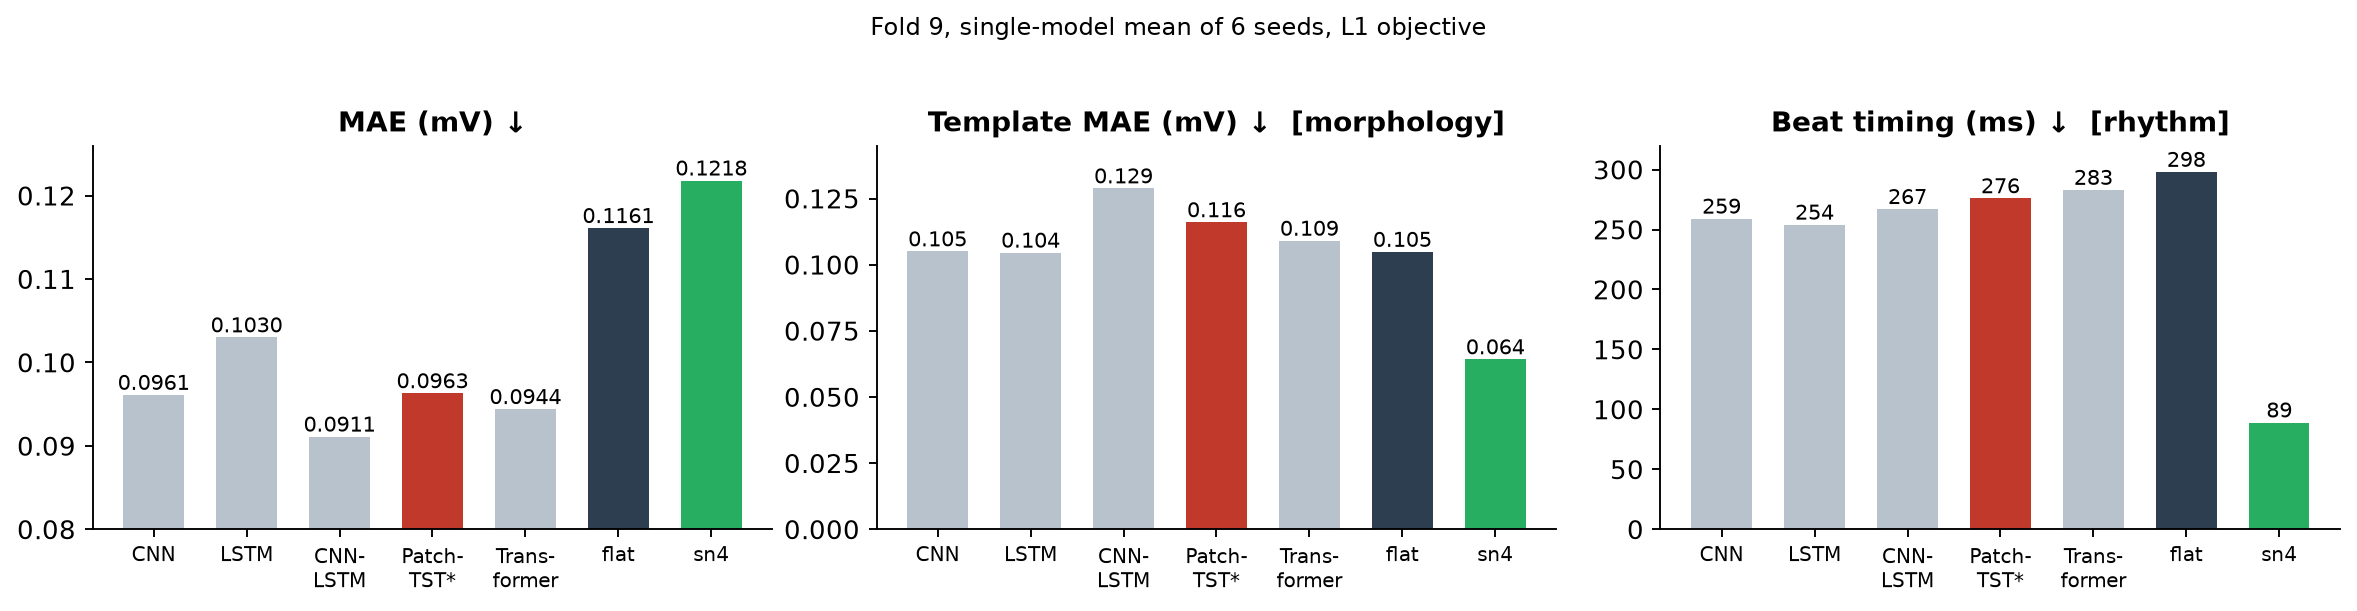 Fold 9, single-model mean of 6 seeds, L1 objective
MAE (mV) ↓
0.12
0.11
0.10
0.09
0.08
0.0961
0.1030
0.0911
0.0963
0.0944
0.1161
0.1218
CNN
LSTM
CNN-
LSTM
Patch-
TST*
Trans-
former
flat
sn4
Template MAE (mV) ↓ [morphology]
0.125
0.100
0.075
0.050
0.025
0.000
0.105
0.104
0.129
0.116
0.109
0.105
0.064
CNN
LSTM
CNN-
LSTM
Patch-
TST*
Trans-
former
flat
sn4
Beat timing (ms) ↓ [rhythm]
300
250
200
150
100
50
0
259
254
267
276
283
298
89
CNN
LSTM
CNN-
LSTM
Patch-
TST*
Trans-
former
flat
sn4